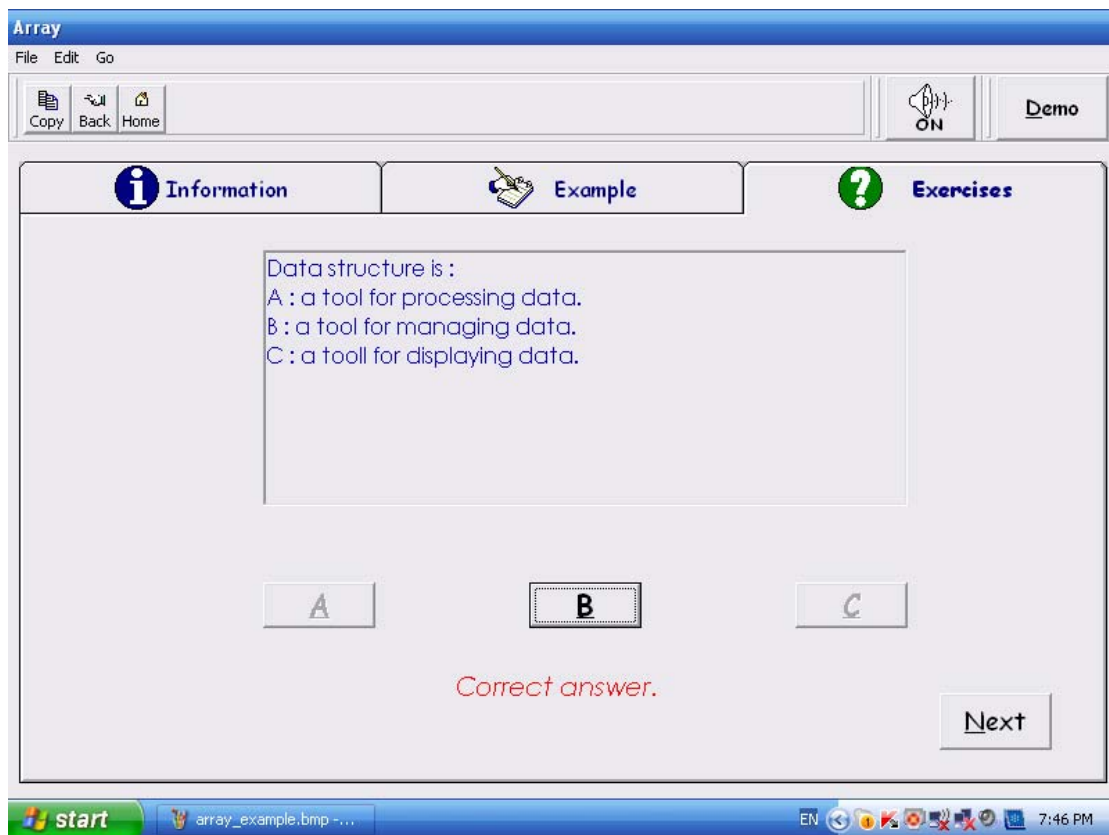 Array
File Edit Go
Copy Back Home
ON
Demo
Information
Example
Exercises
Data structure is :
A : a tool for processing data.
B : a tool for managing data.
C : a tooll for displaying data.
A B C
Correct answer.
Next
start
array_example.bmp -...
EN
7:46 PM